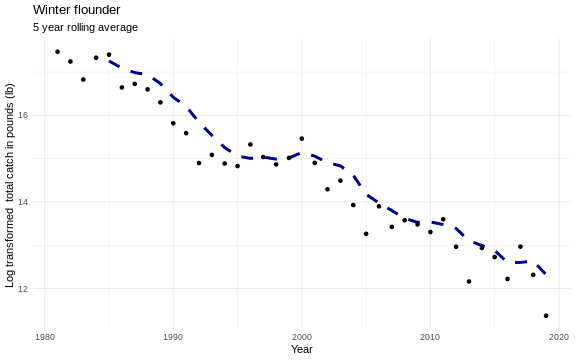 Winter flounder
5 year rolling average
Log transformed  total catch in pounds (lb)
16
14
12
1980
1990
2000
2010
2020
Year